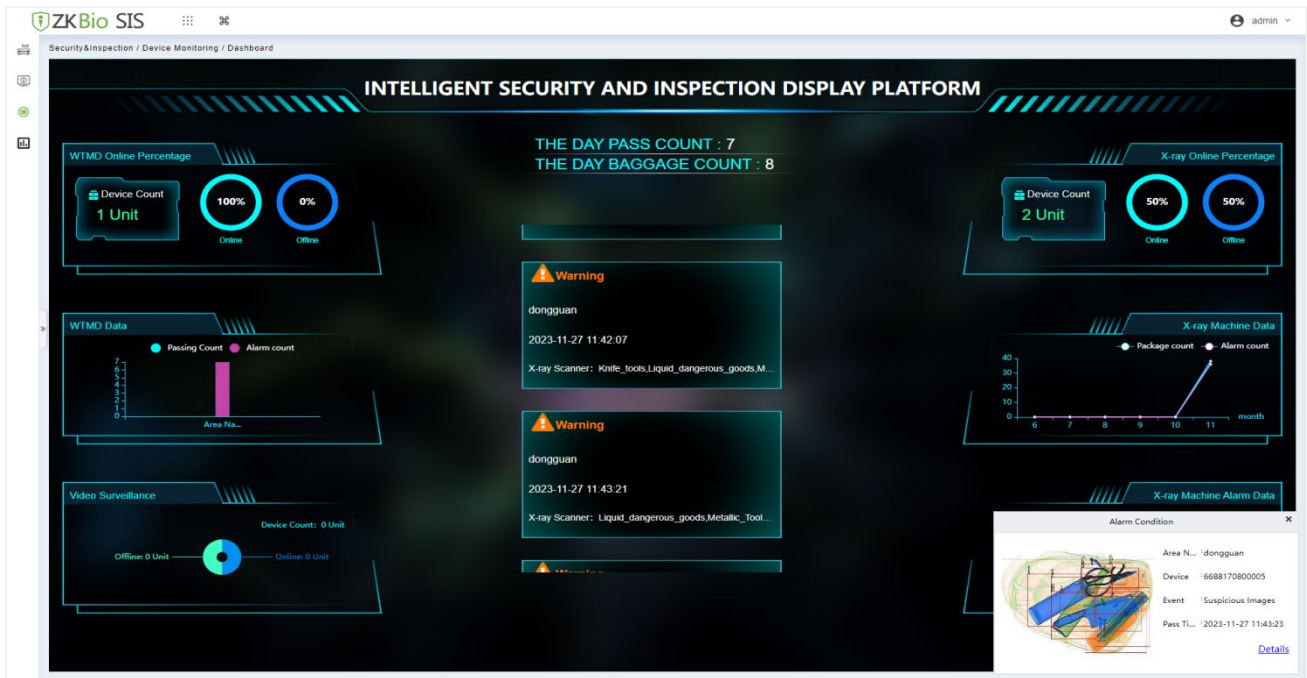 ZKBio SIS
admin
Security&Inspection / Device Monitoring / Dashboard
INTELLIGENT SECURITY AND INSPECTION DISPLAY PLATFORM
THE DAY PASS COUNT : 7
THE DAY BAGGAGE COUNT : 8
WTMD Online Percentage
Device Count
1 Unit
100%
0%
Online
Offline
X-ray Online Percentage
Device Count
2 Unit
50%
50%
Online
Offline
Warning
dongguan
2023-11-27 11:42:07
X-ray Scanner: Knife_tools,Liquid_dangerous_goods,M...
WTMD Data
Passing Count
Alarm count
7
6
5
4
3
2
1
0
Area Na...
X-ray Machine Data
Package count
Alarm count
40
30
20
10
0
6 7 8 9 10 11
month
Warning
dongguan
2023-11-27 11:43:21
X-ray Scanner: Liquid_dangerous_goods,Metallic_Tool...
Video Surveillance
Device Count: 0 Unit
Offline: 0 Unit
Online: 0 Unit
X-ray Machine Alarm Data
Alarm Condition
Area N... : dongguan
Device : 6688170800005
Event : Suspicious Images
Pass Ti... : 2023-11-27 11:43:23
Details